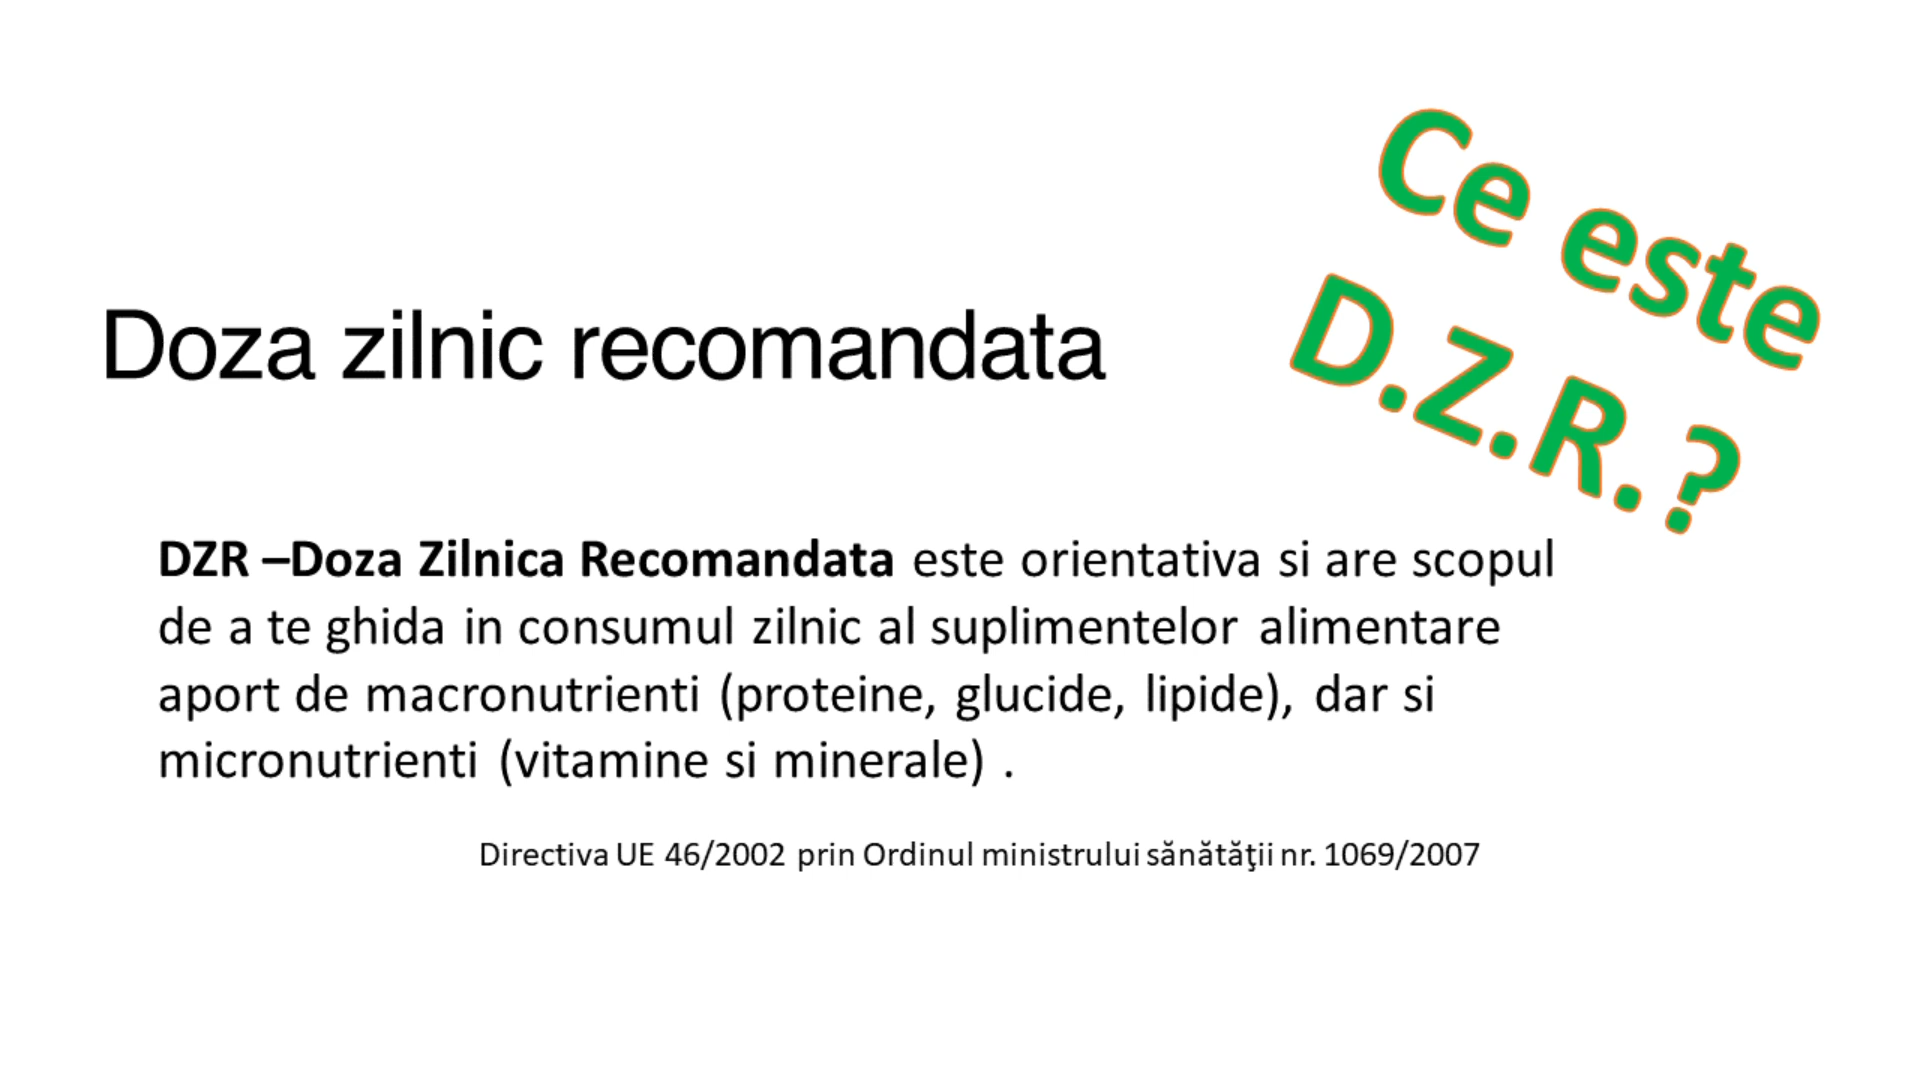 Ce este
D.Z.R.?
Doza zilnic recomandata
DZR –Doza Zilnica Recomandata este orientativa si are scopul
de a te ghida in consumul zilnic al suplimentelor alimentare
aport de macronutrienti (proteine, glucide, lipide), dar si
micronutrienti (vitamine si minerale) .
Directiva UE 46/2002 prin Ordinul ministrului sănătăţii nr. 1069/2007